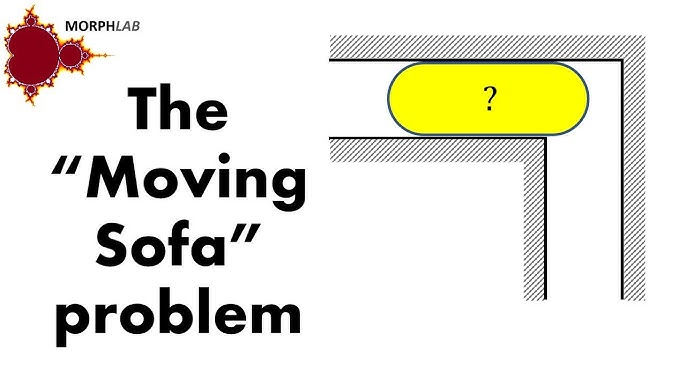 MORPHLAB
The
“Moving
Sofa”
problem
?